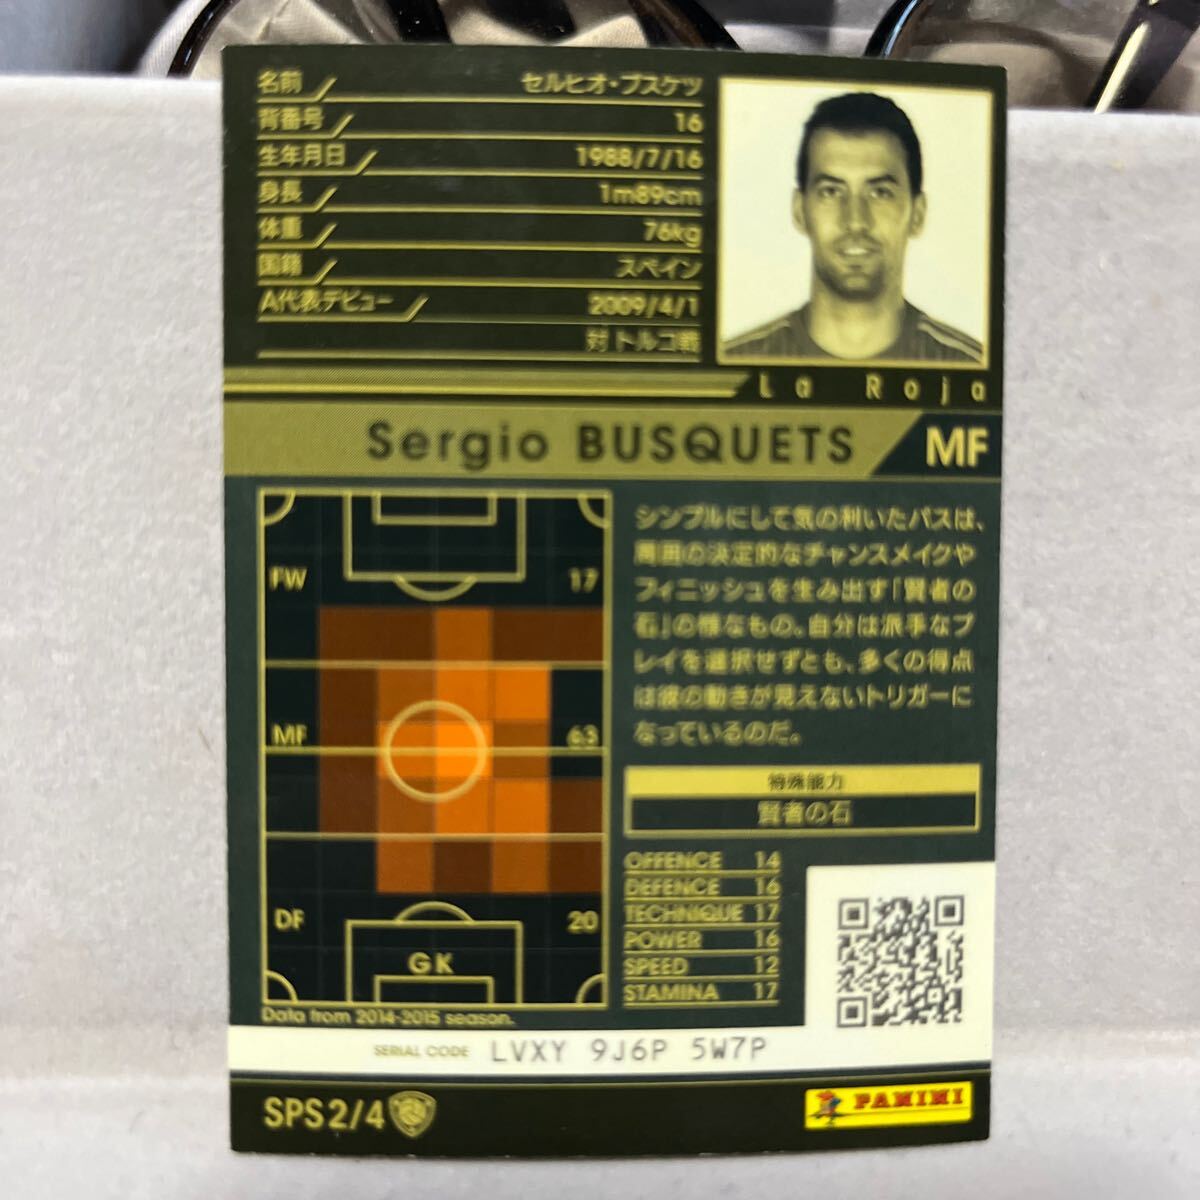 名前 セルヒオ・ブスケツ
背番号 16
生年月日 1988/7/16
身長 1m89cm
体重 76kg
国籍 スペイン
A代表デビュー 2009/4/1
対 トルコ戦
La Roja
Sergio BUSQUETS MF
FW 17
MF 63
DF 20
GK
Data from 2014-2015 season.
シンプルにして気の利いたパスは、
周囲の決定的なチャンスメイクや
フィニッシュを生み出す「賢者の
石」の様なもの。自分は派手なプ
レイを選択せずとも、多くの得点
は彼の動きが見えないトリガーに
なっているのだ。
特殊能力
賢者の石
OFFENCE 14
DEFENCE 16
TECHNIQUE 17
POWER 16
SPEED 12
STAMINA 17
SERIAL CODE LVXY 9J6P 5W7P
SPS 2/4
PANINI